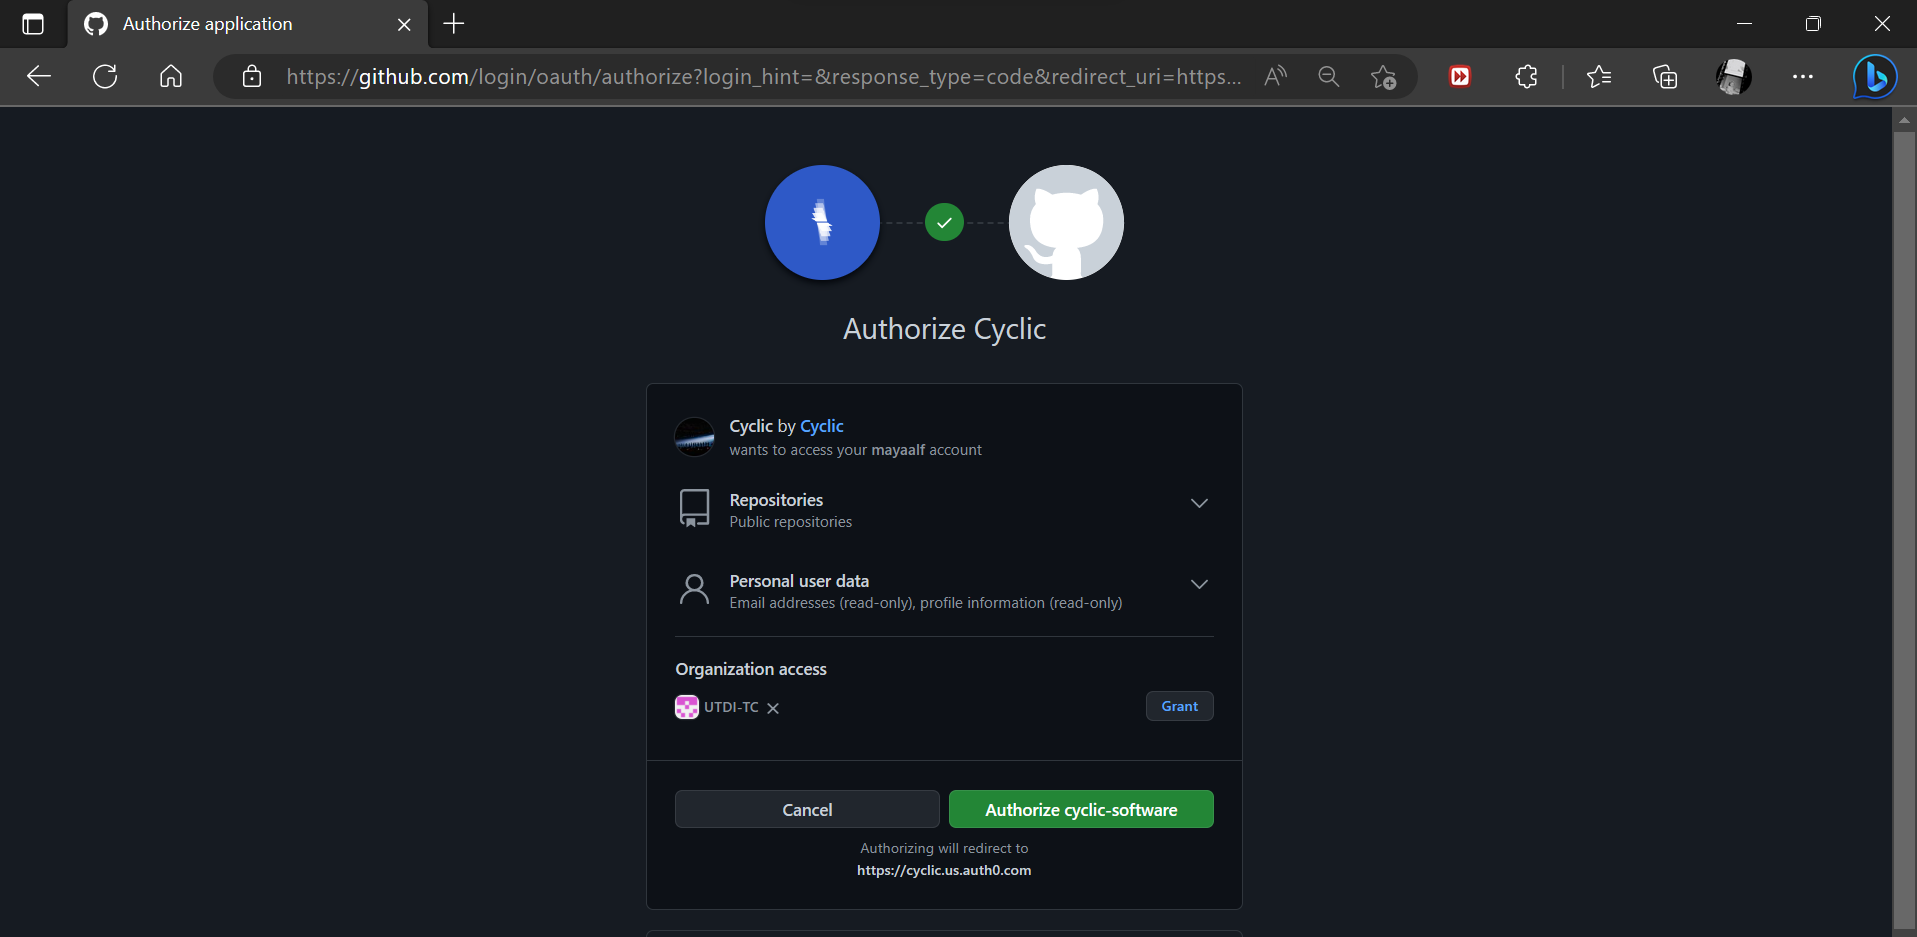 Authorize application
https://github.com/login/oauth/authorize?login_hint=&response_type=code&redirect_uri=https...
Authorize Cyclic
Cyclic by Cyclic
wants to access your mayaalf account
Repositories
Public repositories
Personal user data
Email addresses (read-only), profile information (read-only)
Organization access
UTDI-TC
Grant
Cancel
Authorize cyclic-software
Authorizing will redirect to
https://cyclic.us.auth0.com